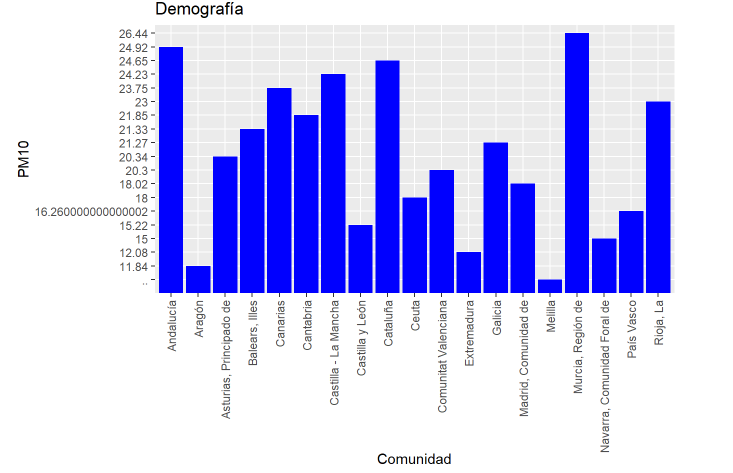 Demografía
PM10
26.44
24.92
24.65
24.23
23.75
23
21.85
21.33
21.27
20.34
20.3
18.02
18
16.260000000000002
15.22
15
12.08
11.84
..
Andalucía
Aragón
Asturias, Principado de
Balears, Illes
Canarias
Cantabria
Castilla - La Mancha
Castilla y León
Cataluña
Ceuta
Comunitat Valenciana
Extremadura
Galicia
Madrid, Comunidad de
Melilla
Murcia, Región de
Navarra, Comunidad Foral de
País Vasco
Rioja, La
Comunidad